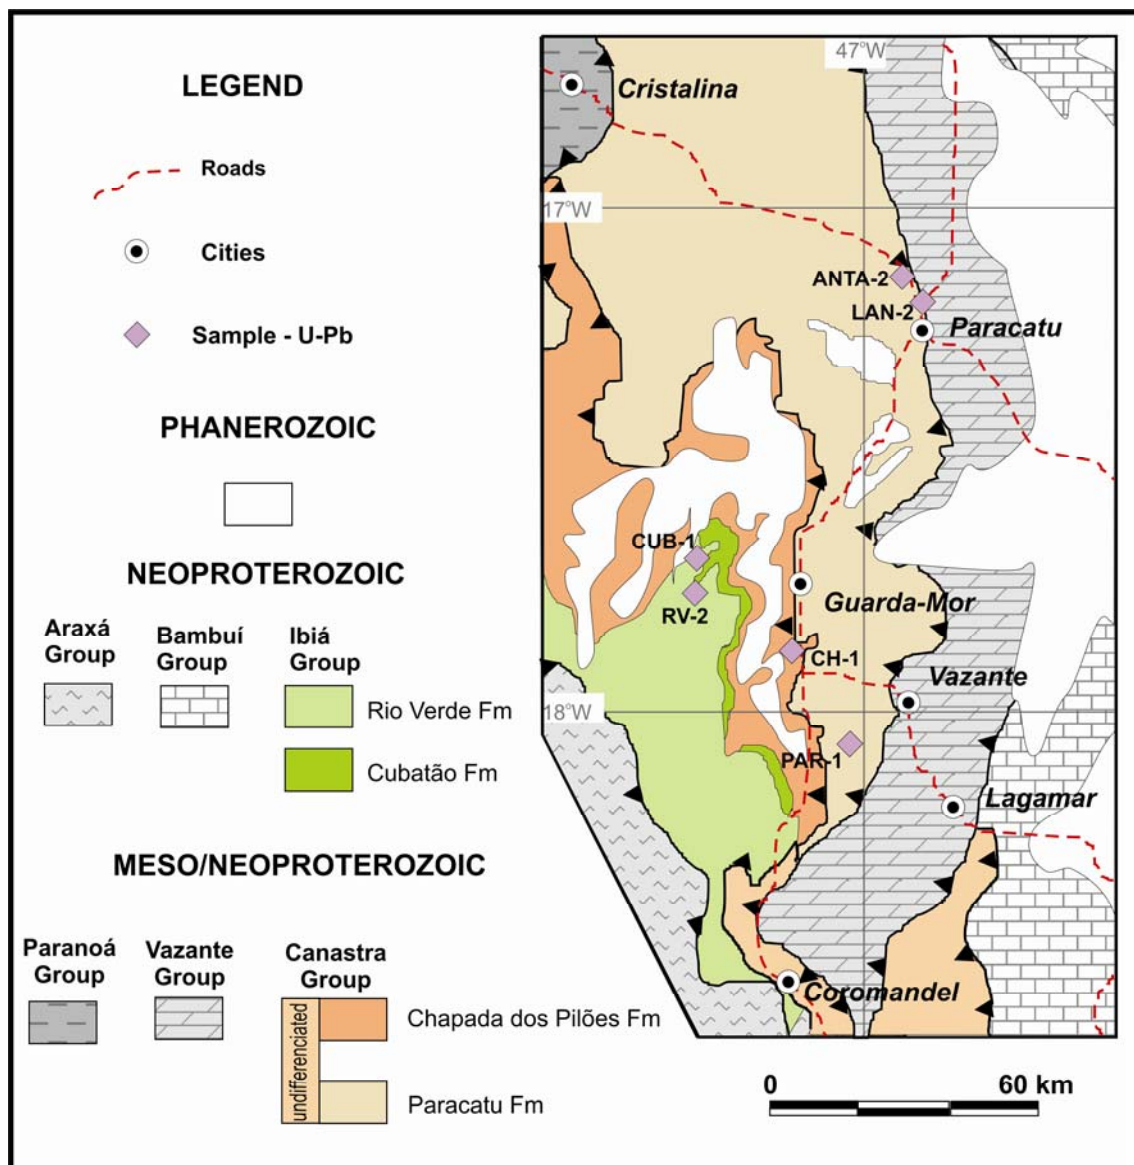 LEGEND
Roads
Cities
Sample - U-Pb
PHANEROZOIC
NEOPROTEROZOIC
Araxá
Group
Bambuí
Group
Ibiá
Group
Rio Verde Fm
Cubatão Fm
MESO/NEOPROTEROZOIC
Paranoá
Group
Vazante
Group
Canastra
Group
undifferenciated
Chapada dos Pilões Fm
Paracatu Fm
47°W
Cristalina
17°W
ANTA-2
LAN-2
Paracatu
CUB-1
RV-2
Guarda-Mor
CH-1
Vazante
18°W
PAR-1
Lagamar
Coromandel
0
60 km